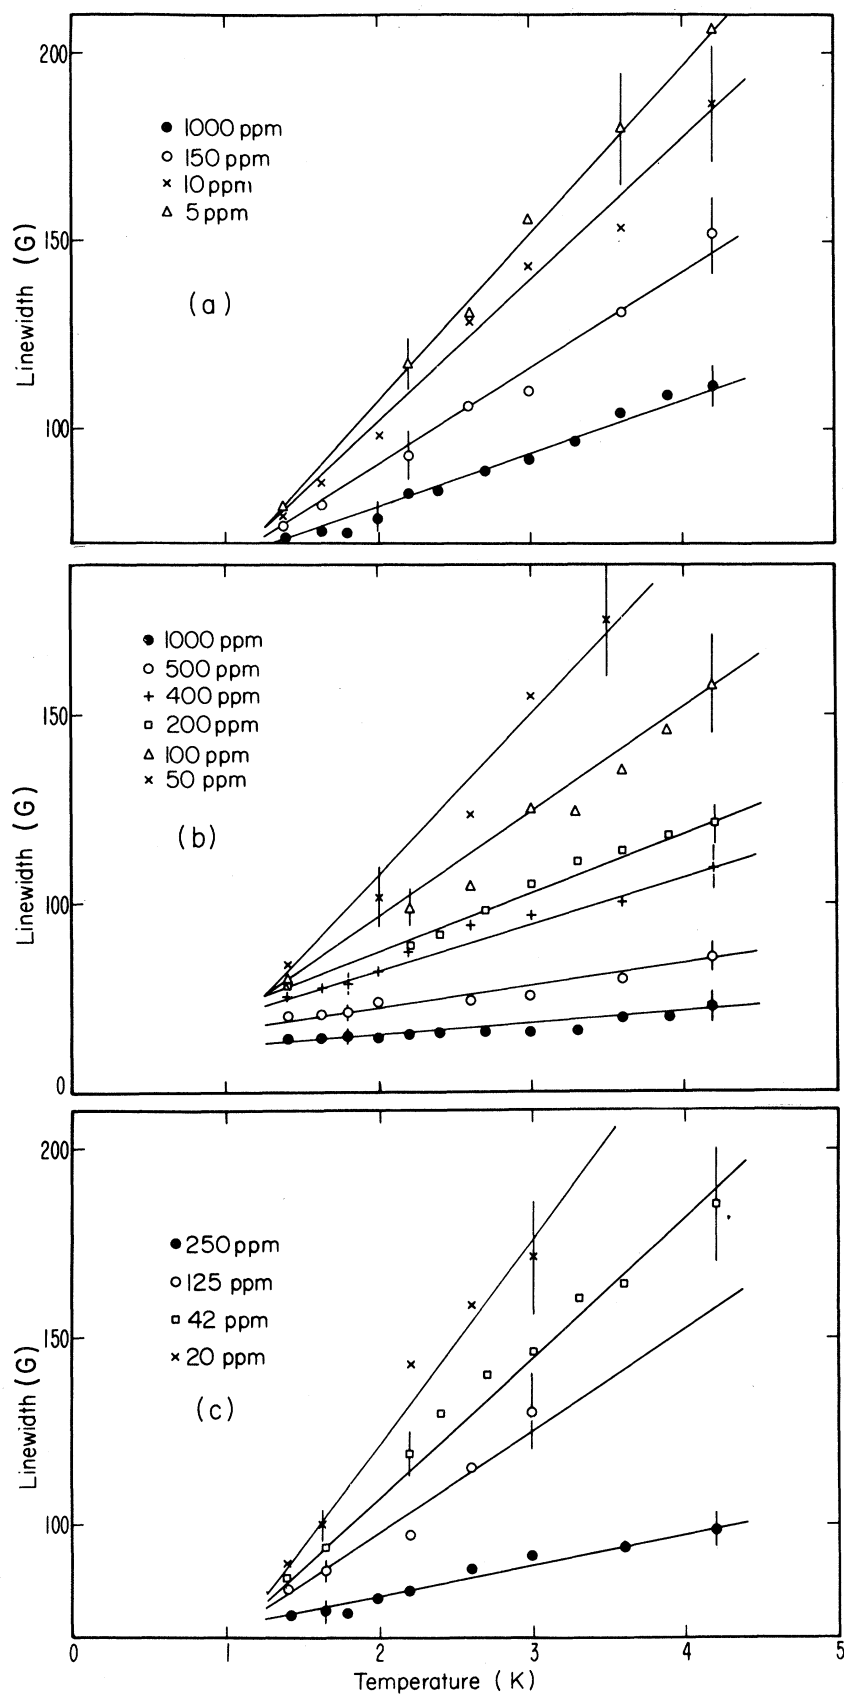 200
150
100
Linewidth (G)
● 1000 ppm
○ 150 ppm
× 10 ppm
△ 5 ppm
(a)
150
100
0
Linewidth (G)
● 1000 ppm
○ 500 ppm
+ 400 ppm
□ 200 ppm
△ 100 ppm
× 50 ppm
(b)
200
150
100
Linewidth (G)
● 250 ppm
○ 125 ppm
□ 42 ppm
× 20 ppm
(c)
0 1 2 3 4 5
Temperature (K)